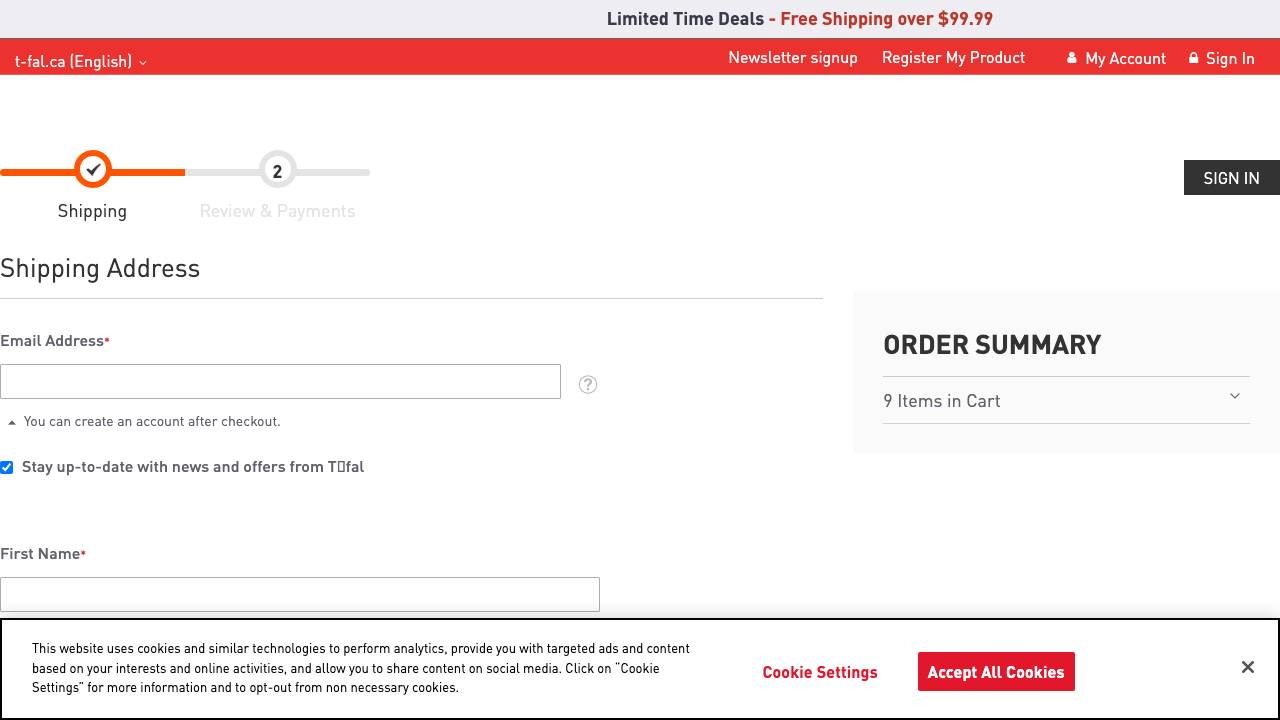 Limited Time Deals - Free Shipping over $99.99
t-fal.ca (English)
Newsletter signup
Register My Product
My Account
Sign In
2
Shipping
Review & Payments
SIGN IN
Shipping Address
Email Address*
?
You can create an account after checkout.
Stay up-to-date with news and offers from T▯fal
First Name*
ORDER SUMMARY
9 Items in Cart
This website uses cookies and similar technologies to perform analytics, provide you with targeted ads and content
based on your interests and online activities, and allow you to share content on social media. Click on "Cookie
Settings" for more information and to opt-out from non necessary cookies.
Cookie Settings
Accept All Cookies